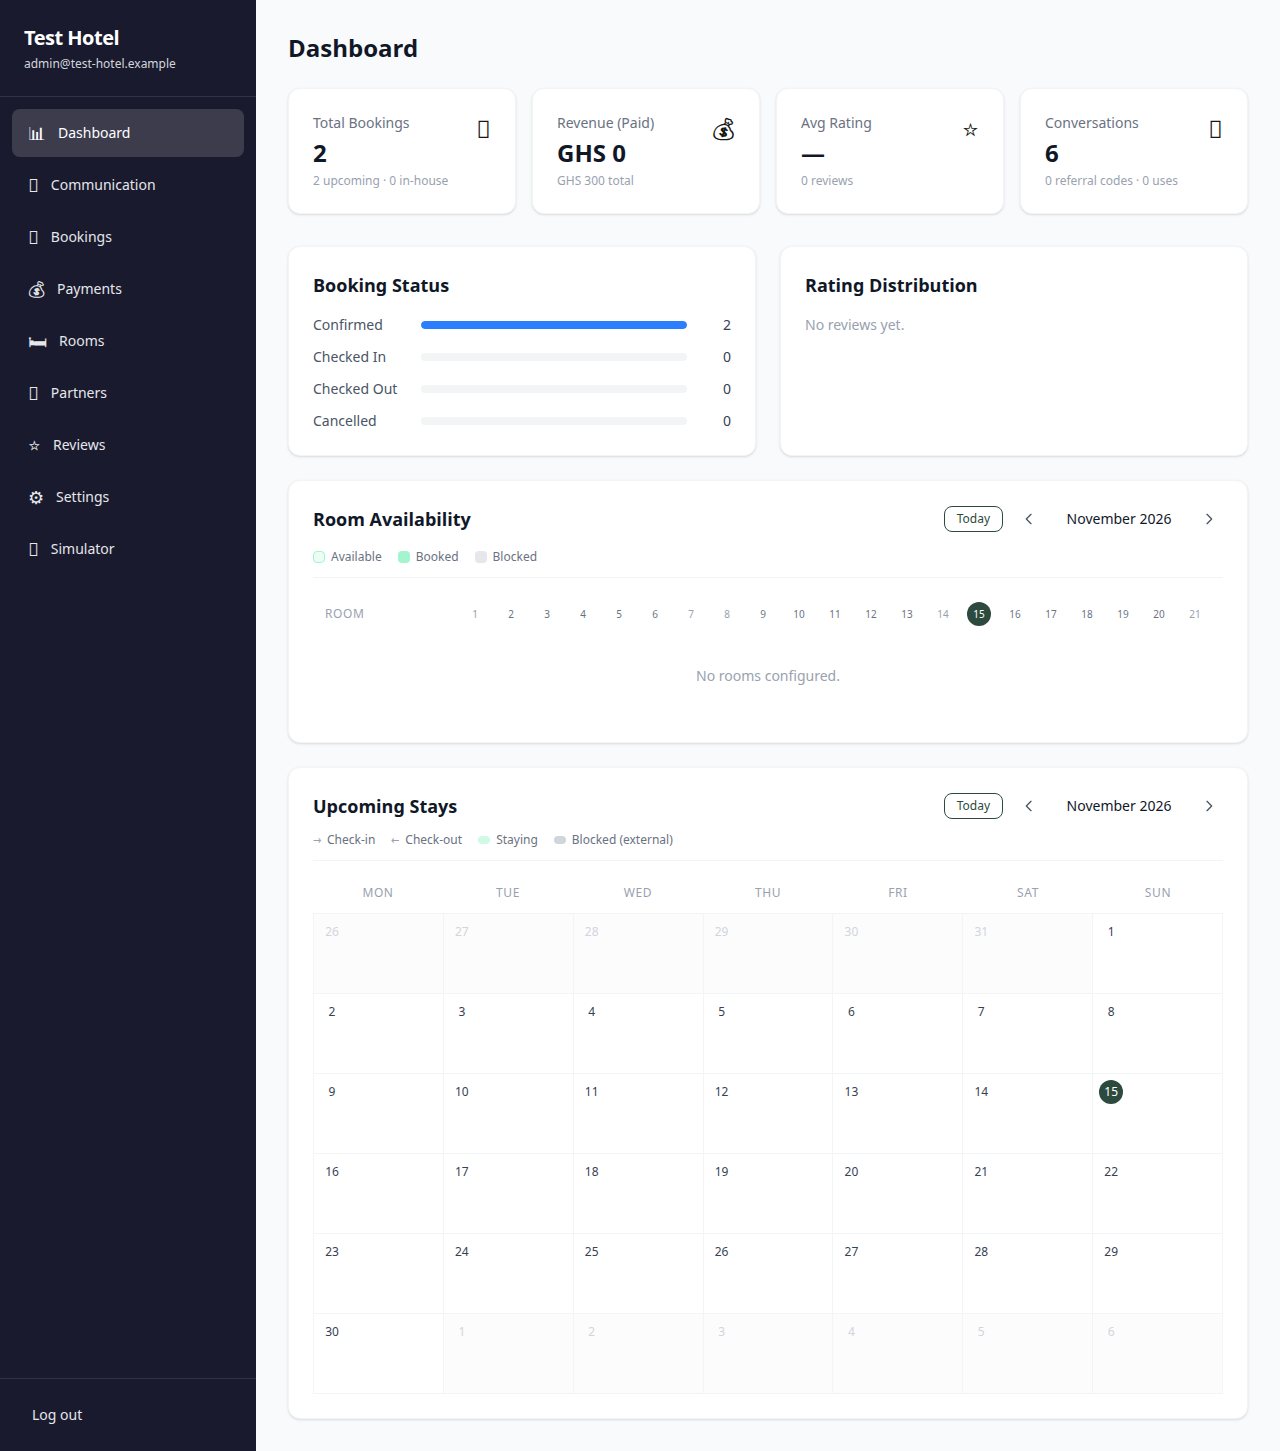 Test Hotel
admin@test-hotel.example
Dashboard
Communication
Bookings
Payments
Rooms
Partners
Reviews
Settings
Simulator
Log out
Dashboard
Total Bookings
2
2 upcoming · 0 in-house
Revenue (Paid)
GHS 0
GHS 300 total
Avg Rating
—
0 reviews
Conversations
6
0 referral codes · 0 uses
Booking Status
Confirmed 2
Checked In 0
Checked Out 0
Cancelled 0
Rating Distribution
No reviews yet.
Room Availability
Today November 2026
Available Booked Blocked
ROOM 1 2 3 4 5 6 7 8 9 10 11 12 13 14 15 16 17 18 19 20 21
No rooms configured.
Upcoming Stays
Today November 2026
→ Check-in ← Check-out Staying Blocked (external)
MON TUE WED THU FRI SAT SUN
26 27 28 29 30 31 1
2 3 4 5 6 7 8
9 10 11 12 13 14 15
16 17 18 19 20 21 22
23 24 25 26 27 28 29
30 1 2 3 4 5 6